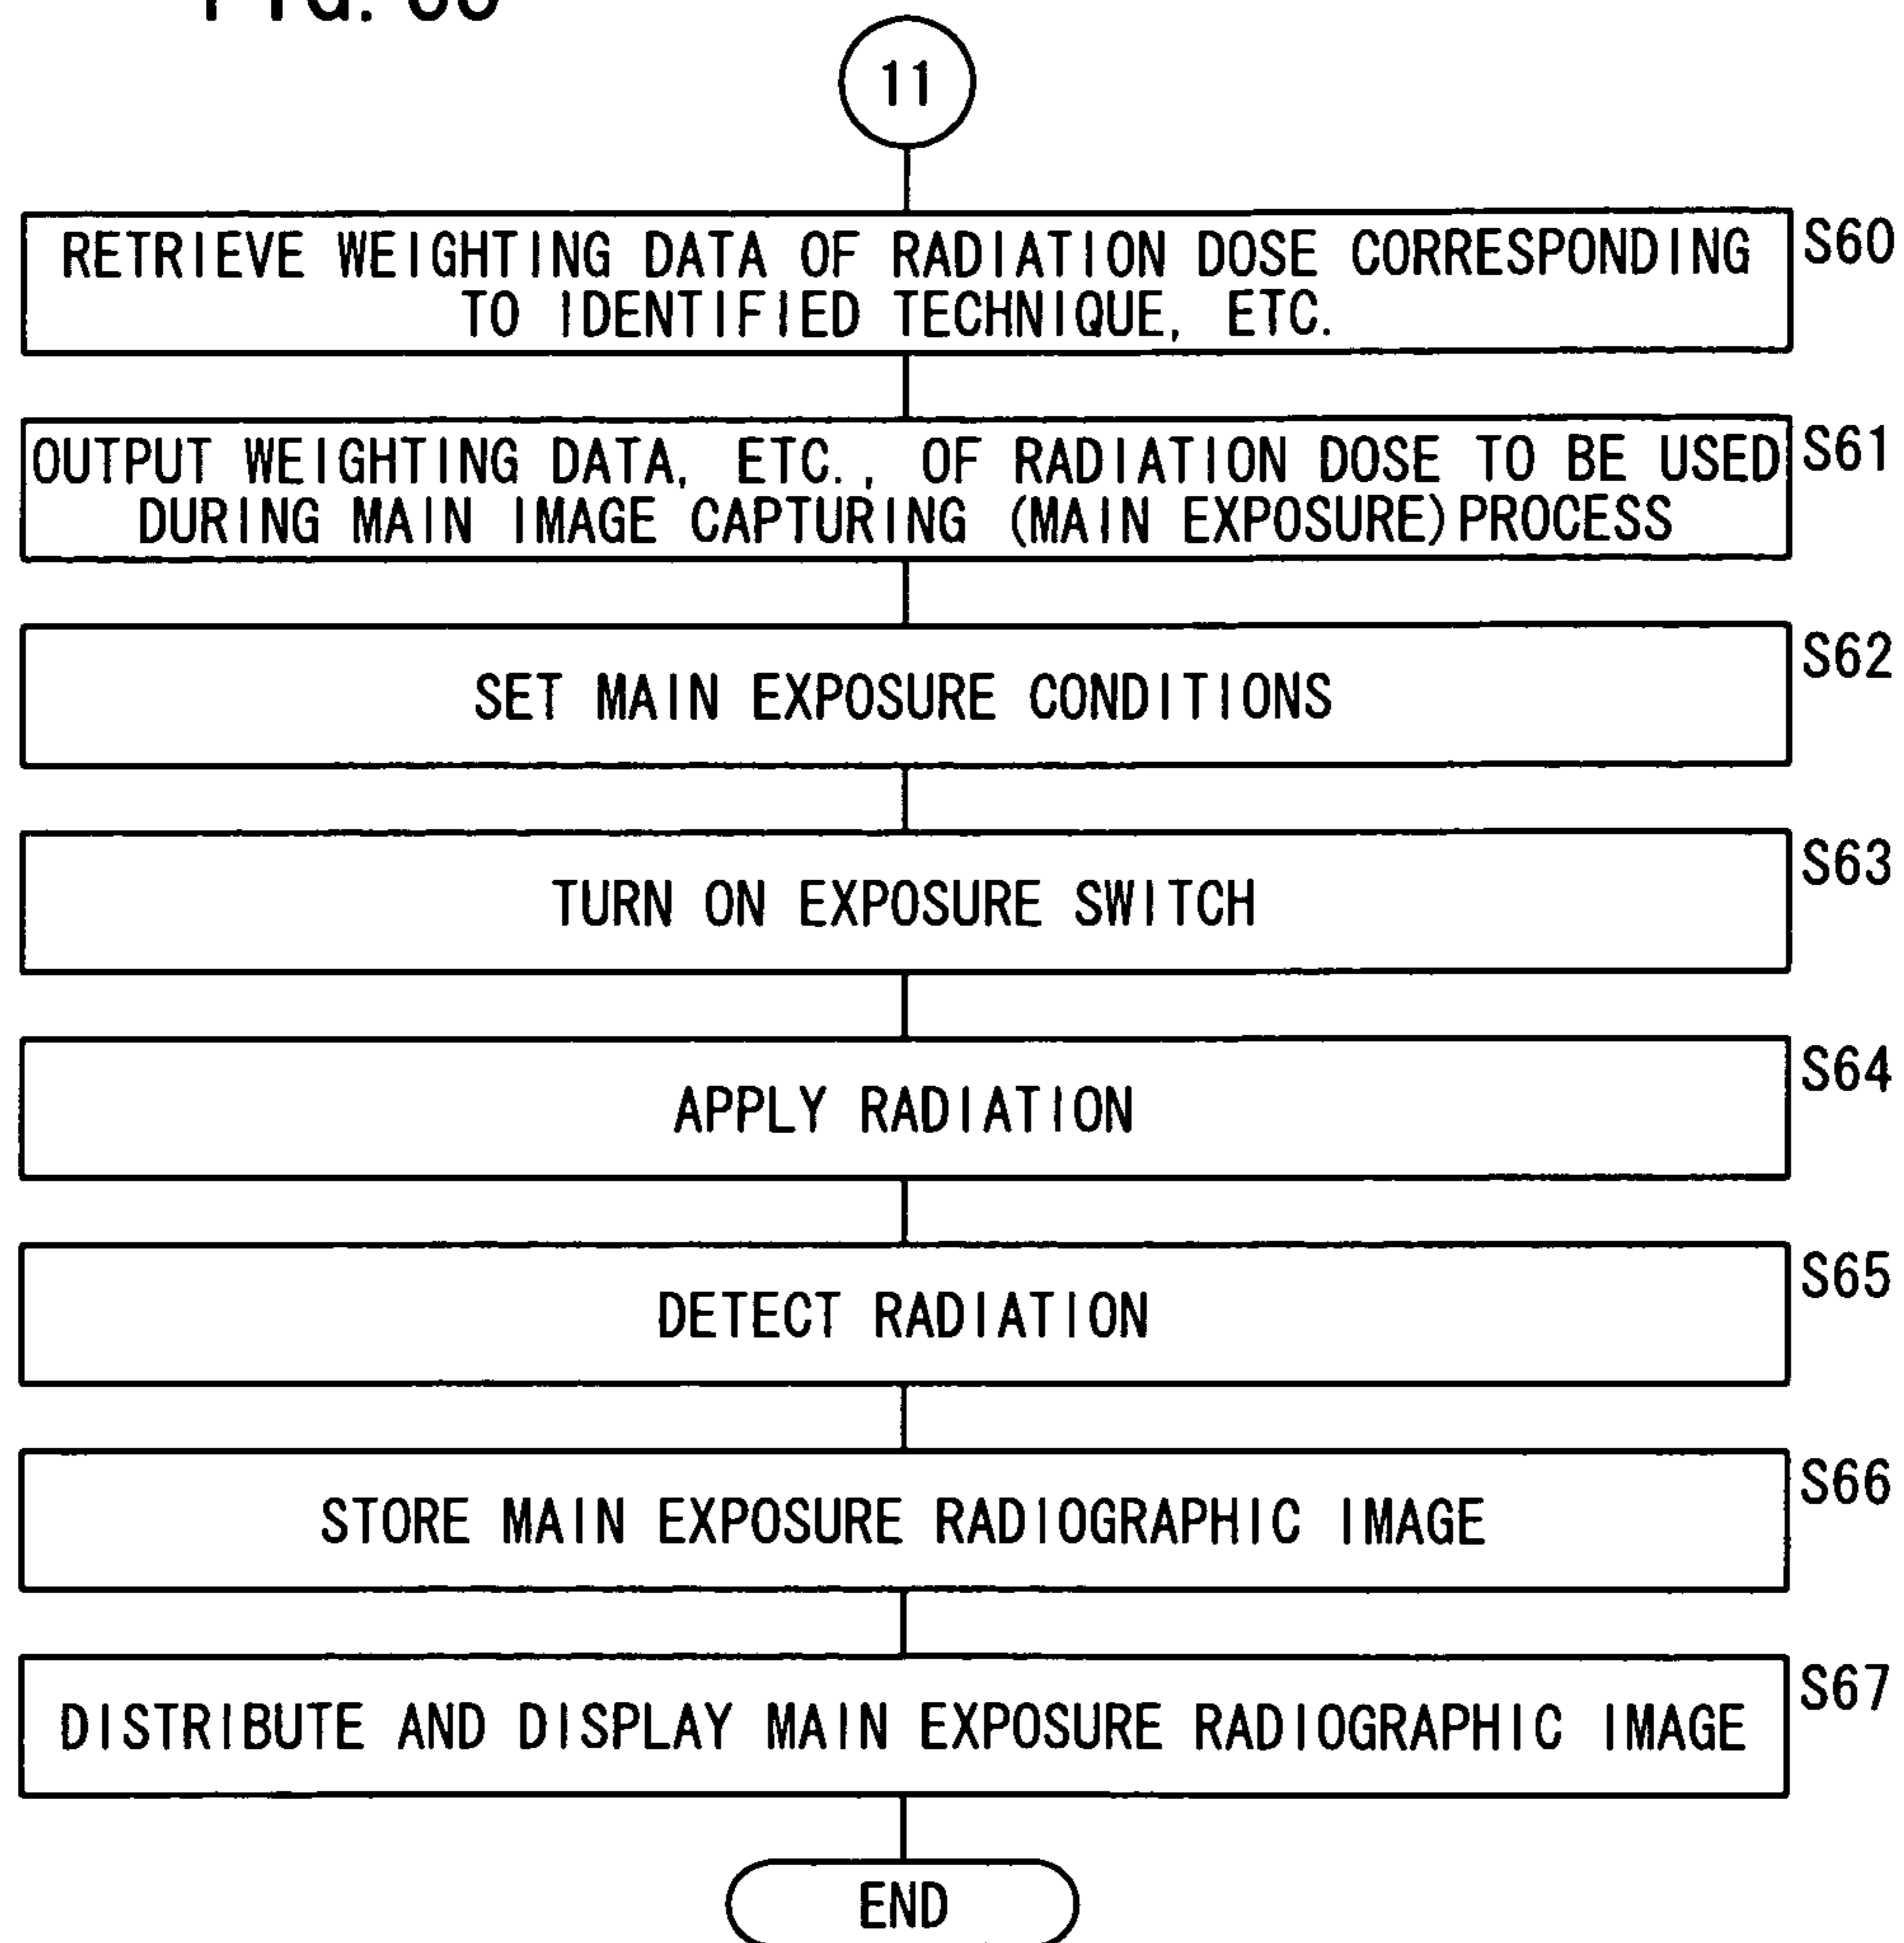 FIG.
11
RETRIEVE WEIGHTING DATA OF RADIATION DOSE CORRESPONDING
TO IDENTIFIED TECHNIQUE, ETC.
S60
OUTPUT WEIGHTING DATA, ETC., OF RADIATION DOSE TO BE USED
DURING MAIN IMAGE CAPTURING (MAIN EXPOSURE)PROCESS
S61
SET MAIN EXPOSURE CONDITIONS
S62
TURN ON EXPOSURE SWITCH
S63
APPLY RADIATION
S64
DETECT RADIATION
S65
STORE MAIN EXPOSURE RADIOGRAPHIC IMAGE
S66
DISTRIBUTE AND DISPLAY MAIN EXPOSURE RADIOGRAPHIC IMAGE
S67
END